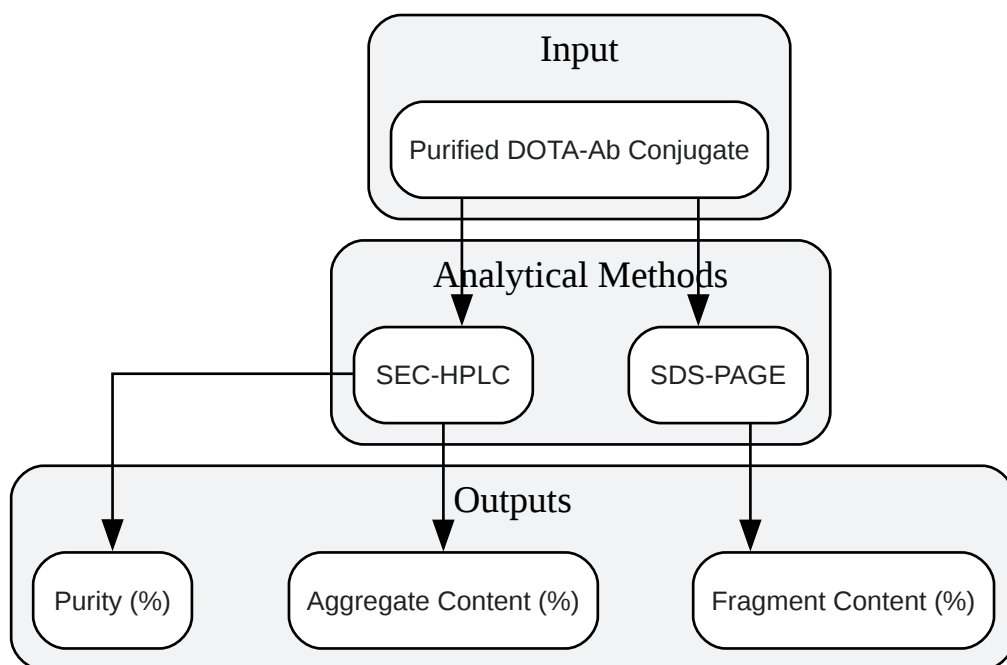 Input
Purified DOTA-Ab Conjugate
Analytical Methods
SEC-HPLC
SDS-PAGE
Outputs
Purity (%)
Aggregate Content (%)
Fragment Content (%)